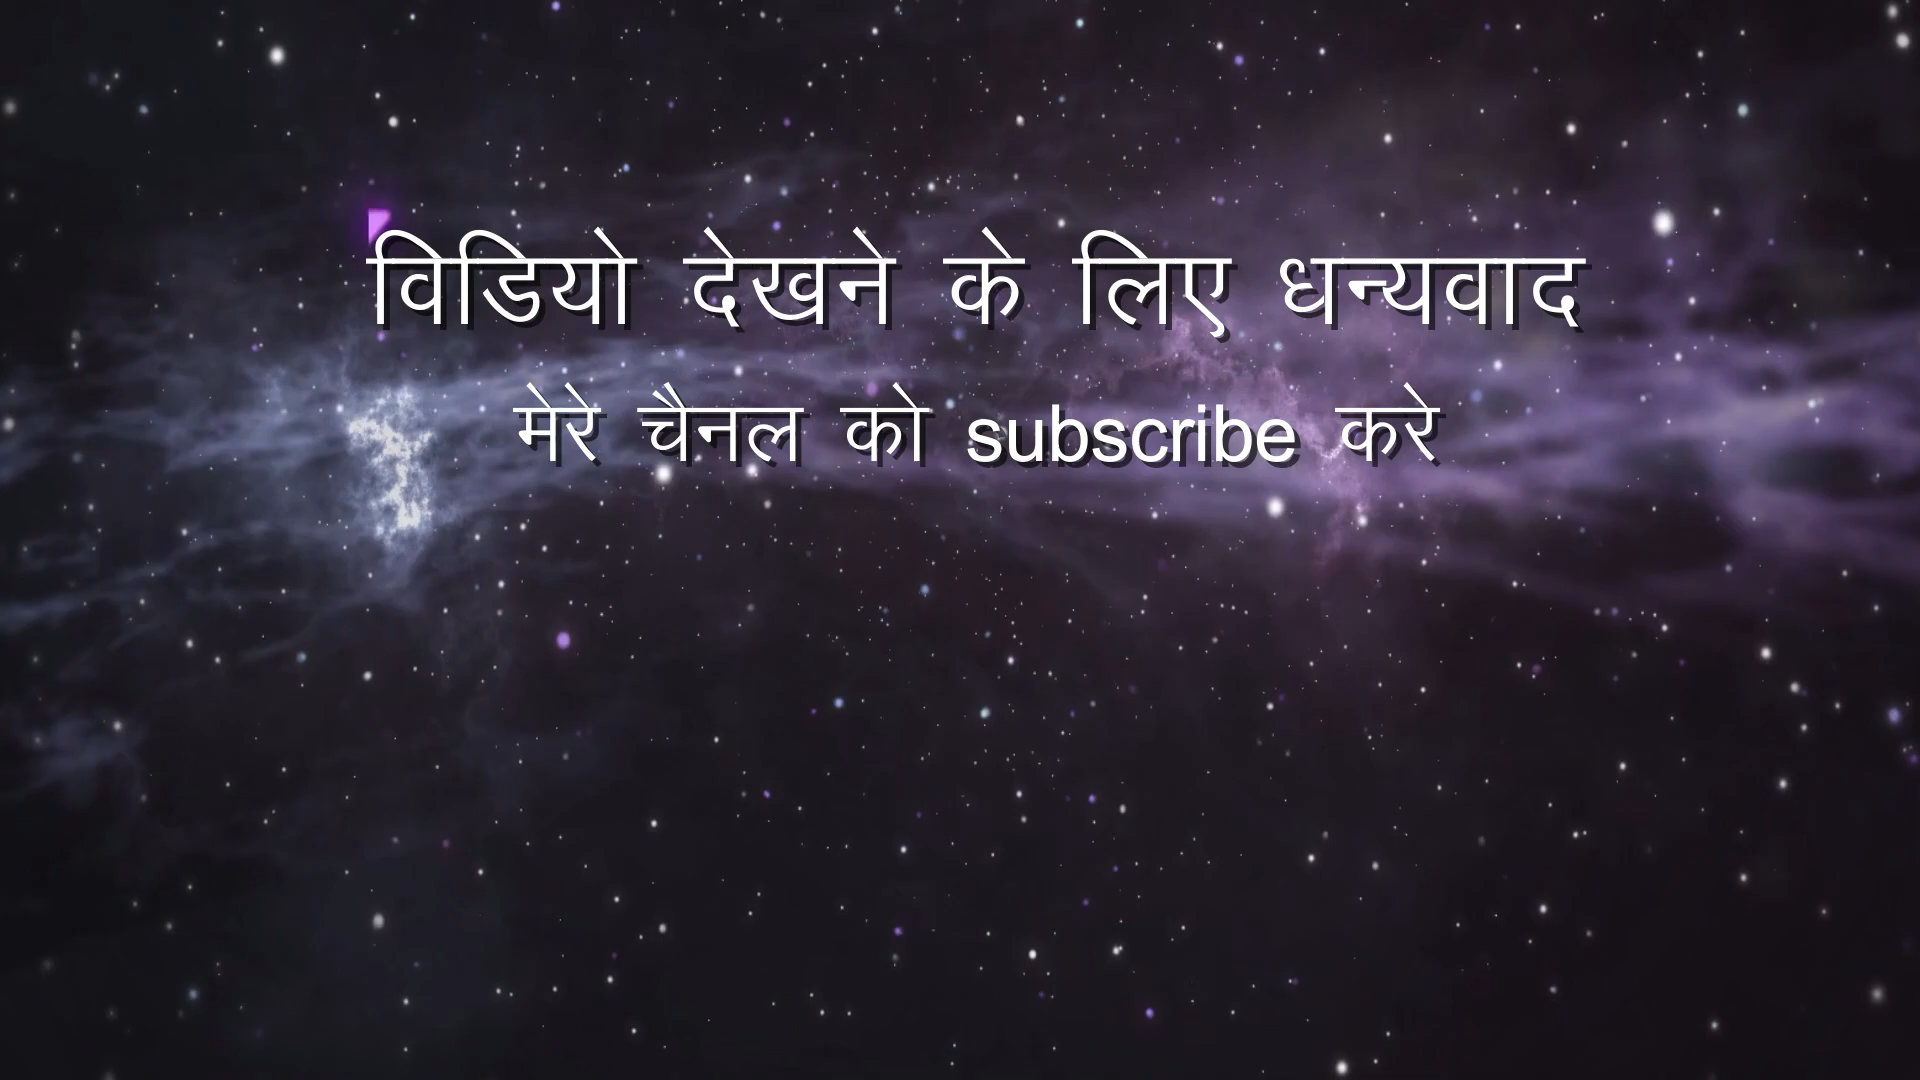 विडियो देखने के लिए धन्यवाद
मेरे चैनल को subscribe करे